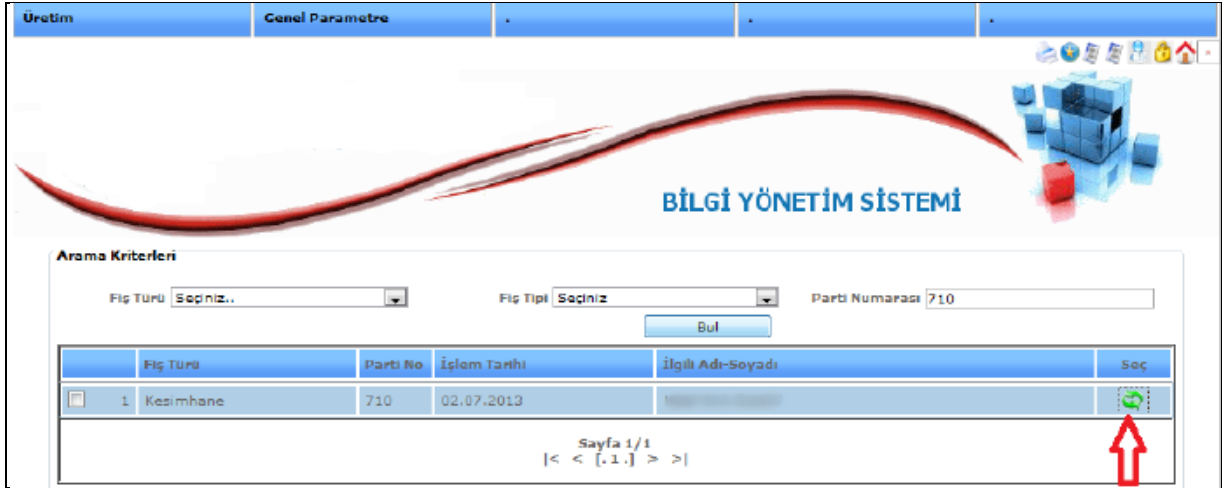 Üretim Genel Parametre . . .
BİLGİ YÖNETİM SİSTEMİ
Arama Kriterleri
Fiş Türü Seçiniz.. Fiş Tipi Seçiniz Parti Numarası 710
Bul
Fiş Türü Parti No İşlem Tarihi İlgili Adı-Soyadı Seç
1 Kesimhane 710 02.07.2013
Sayfa 1/1
|< < [.1.] > >|